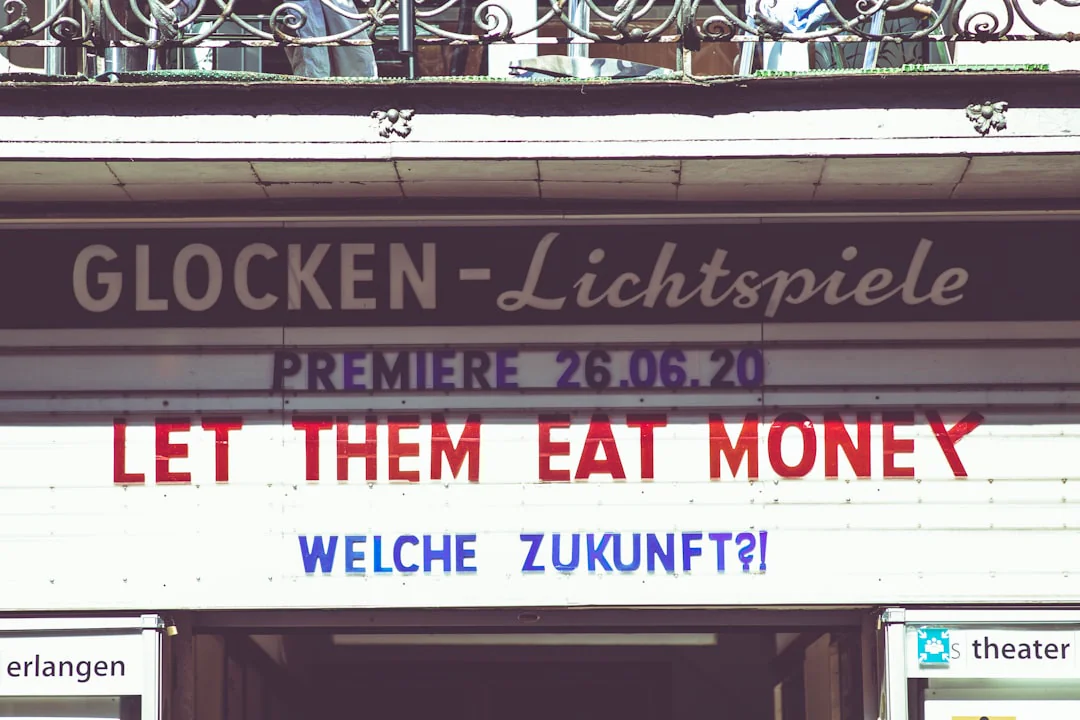 GLOCKEN - Lichtspiele
PREMIERE 26.06.20
LET THEM EAT MONEY
WELCHE ZUKUNFT?!
erlangen
s theater